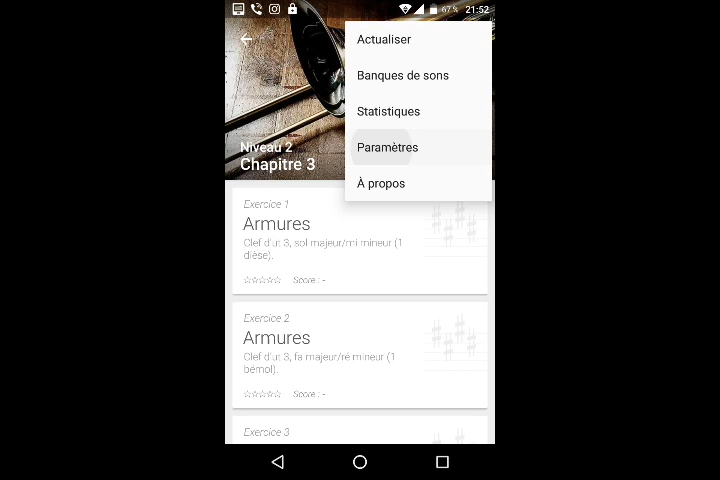 67 % 21:52
Actualiser
Banques de sons
Statistiques
Paramètres
À propos
Niveau 2
Chapitre 3
Exercice 1
Armures
Clef d'ut 3, sol majeur/mi mineur (1
dièse).
Score : -
Exercice 2
Armures
Clef d'ut 3, fa majeur/ré mineur (1
bémol).
Score : -
Exercice 3